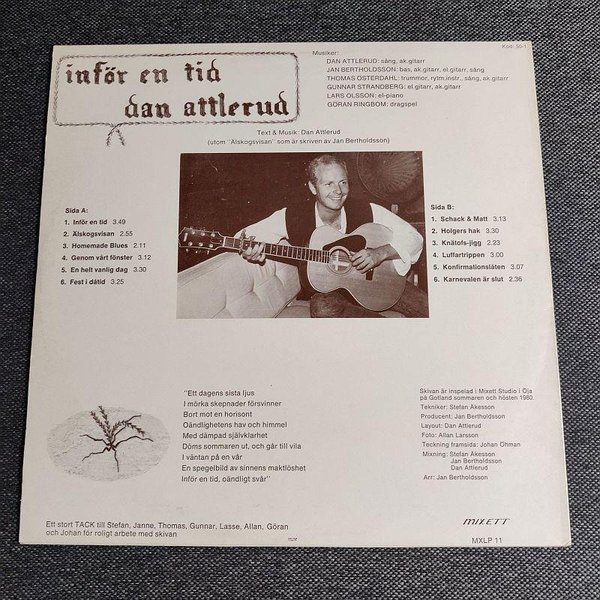 Kod: 50-1
inför en tid
dan attlerud
Musiker:
DAN ATTLERUD: sång, ak.gitarr
JAN BERTHOLDSSON: bas, ak.gitarr, el.gitarr, sång
THOMAS ÖSTERDAHL: trummor, rytm.instr., sång, ak.gitarr
GUNNAR STRANDBERG: el.gitarr, ak.gitarr
LARS OLSSON: el-piano
GÖRAN RINGBOM: dragspel
Text & Musik: Dan Attlerud
(utom "Älskogsvisan" som är skriven av Jan Bertholdsson)
Sida A:
1. Inför en tid 3.49
2. Älskogsvisan 2.55
3. Homemade Blues 2.11
4. Genom vårt fönster 3.12
5. En helt vanlig dag 3.30
6. Fest i dåtid 3.25
Sida B:
1. Schack & Matt 3.13
2. Holgers hak 3.30
3. Knätofs-jigg 2.23
4. Luffartrippen 3.00
5. Konfirmationslåten 3.07
6. Karnevalen är slut 2.36
"Ett dagens sista ljus
I mörka skepnader försvinner
Bort mot en horisont
Oändlighetens hav och himmel
Med dämpad självklarhet
Döms sommaren ut, och går till vila
I väntan på en vår
En spegelbild av sinnens maktlöshet
Inför en tid, oändligt svår"
Skivan är inspelad i Mixett Studio i Öja
på Gotland sommaren och hösten 1980.
Tekniker: Stefan Åkesson
Producent: Jan Bertholdsson
Layout: Dan Attlerud
Foto: Allan Larsson
Teckning framsida: Johan Öhman
Mixning: Stefan Åkesson
Jan Bertholdsson
Dan Attlerud
Arr: Jan Bertholdsson
Ett stort TACK till Stefan, Janne, Thomas, Gunnar, Lasse, Allan, Göran
och Johan för roligt arbete med skivan
MIXETT
MXLP 11